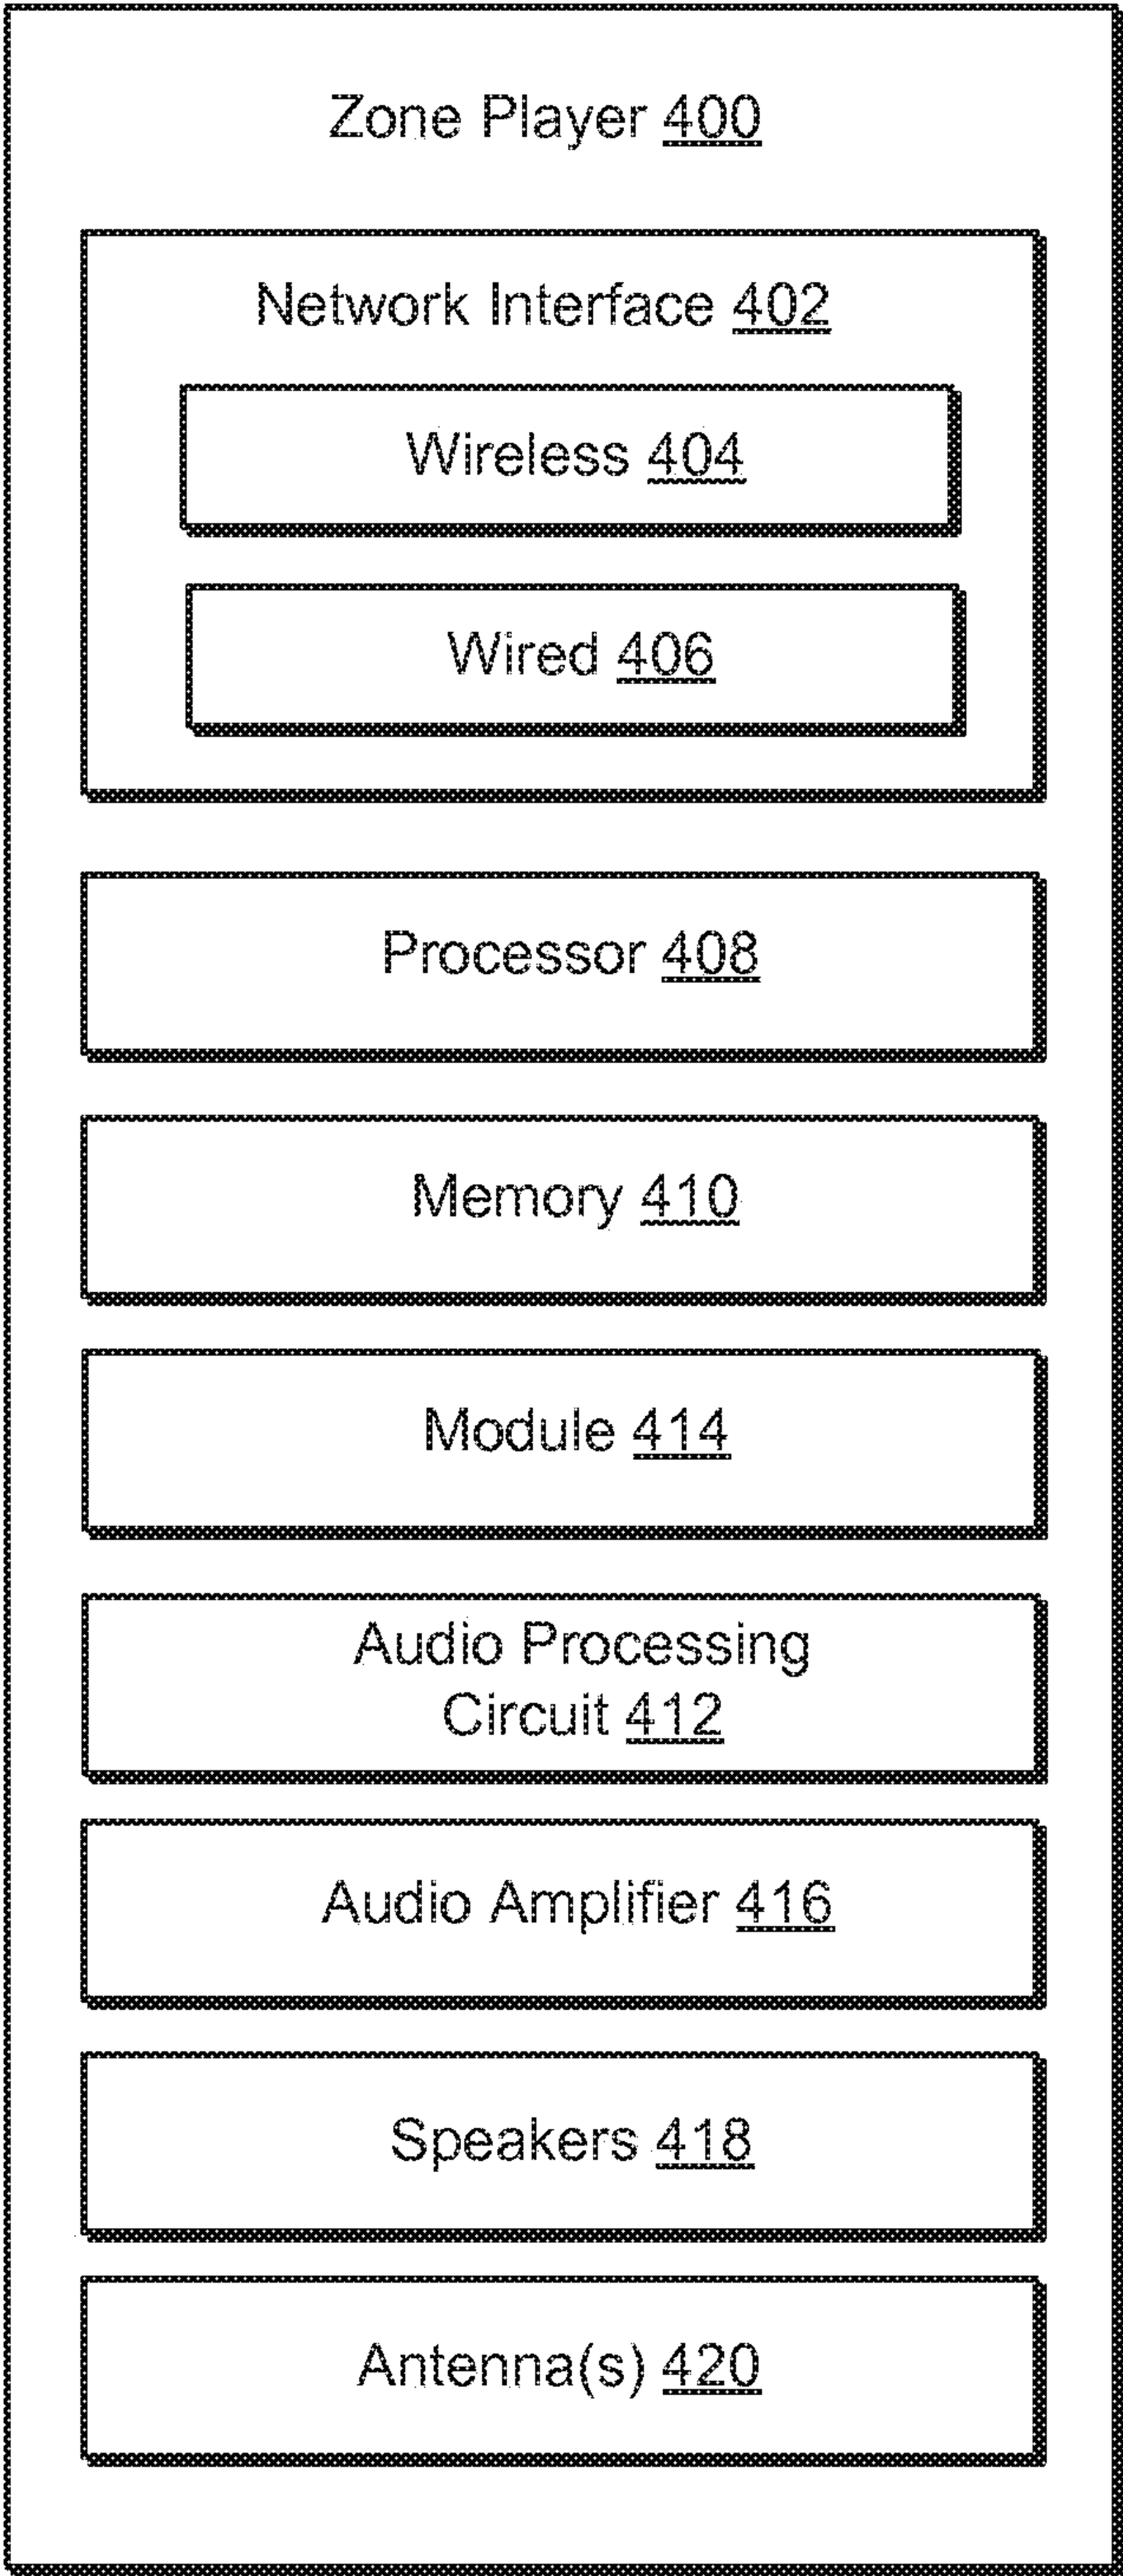 Zone Player 400
Network Interface 402
Wireless 404
Wired 406
Processor 408
Memory 410
Module 414
Audio Processing
Circuit 412
Audio Amplifier 416
Speakers 418
Antenna(s) 420